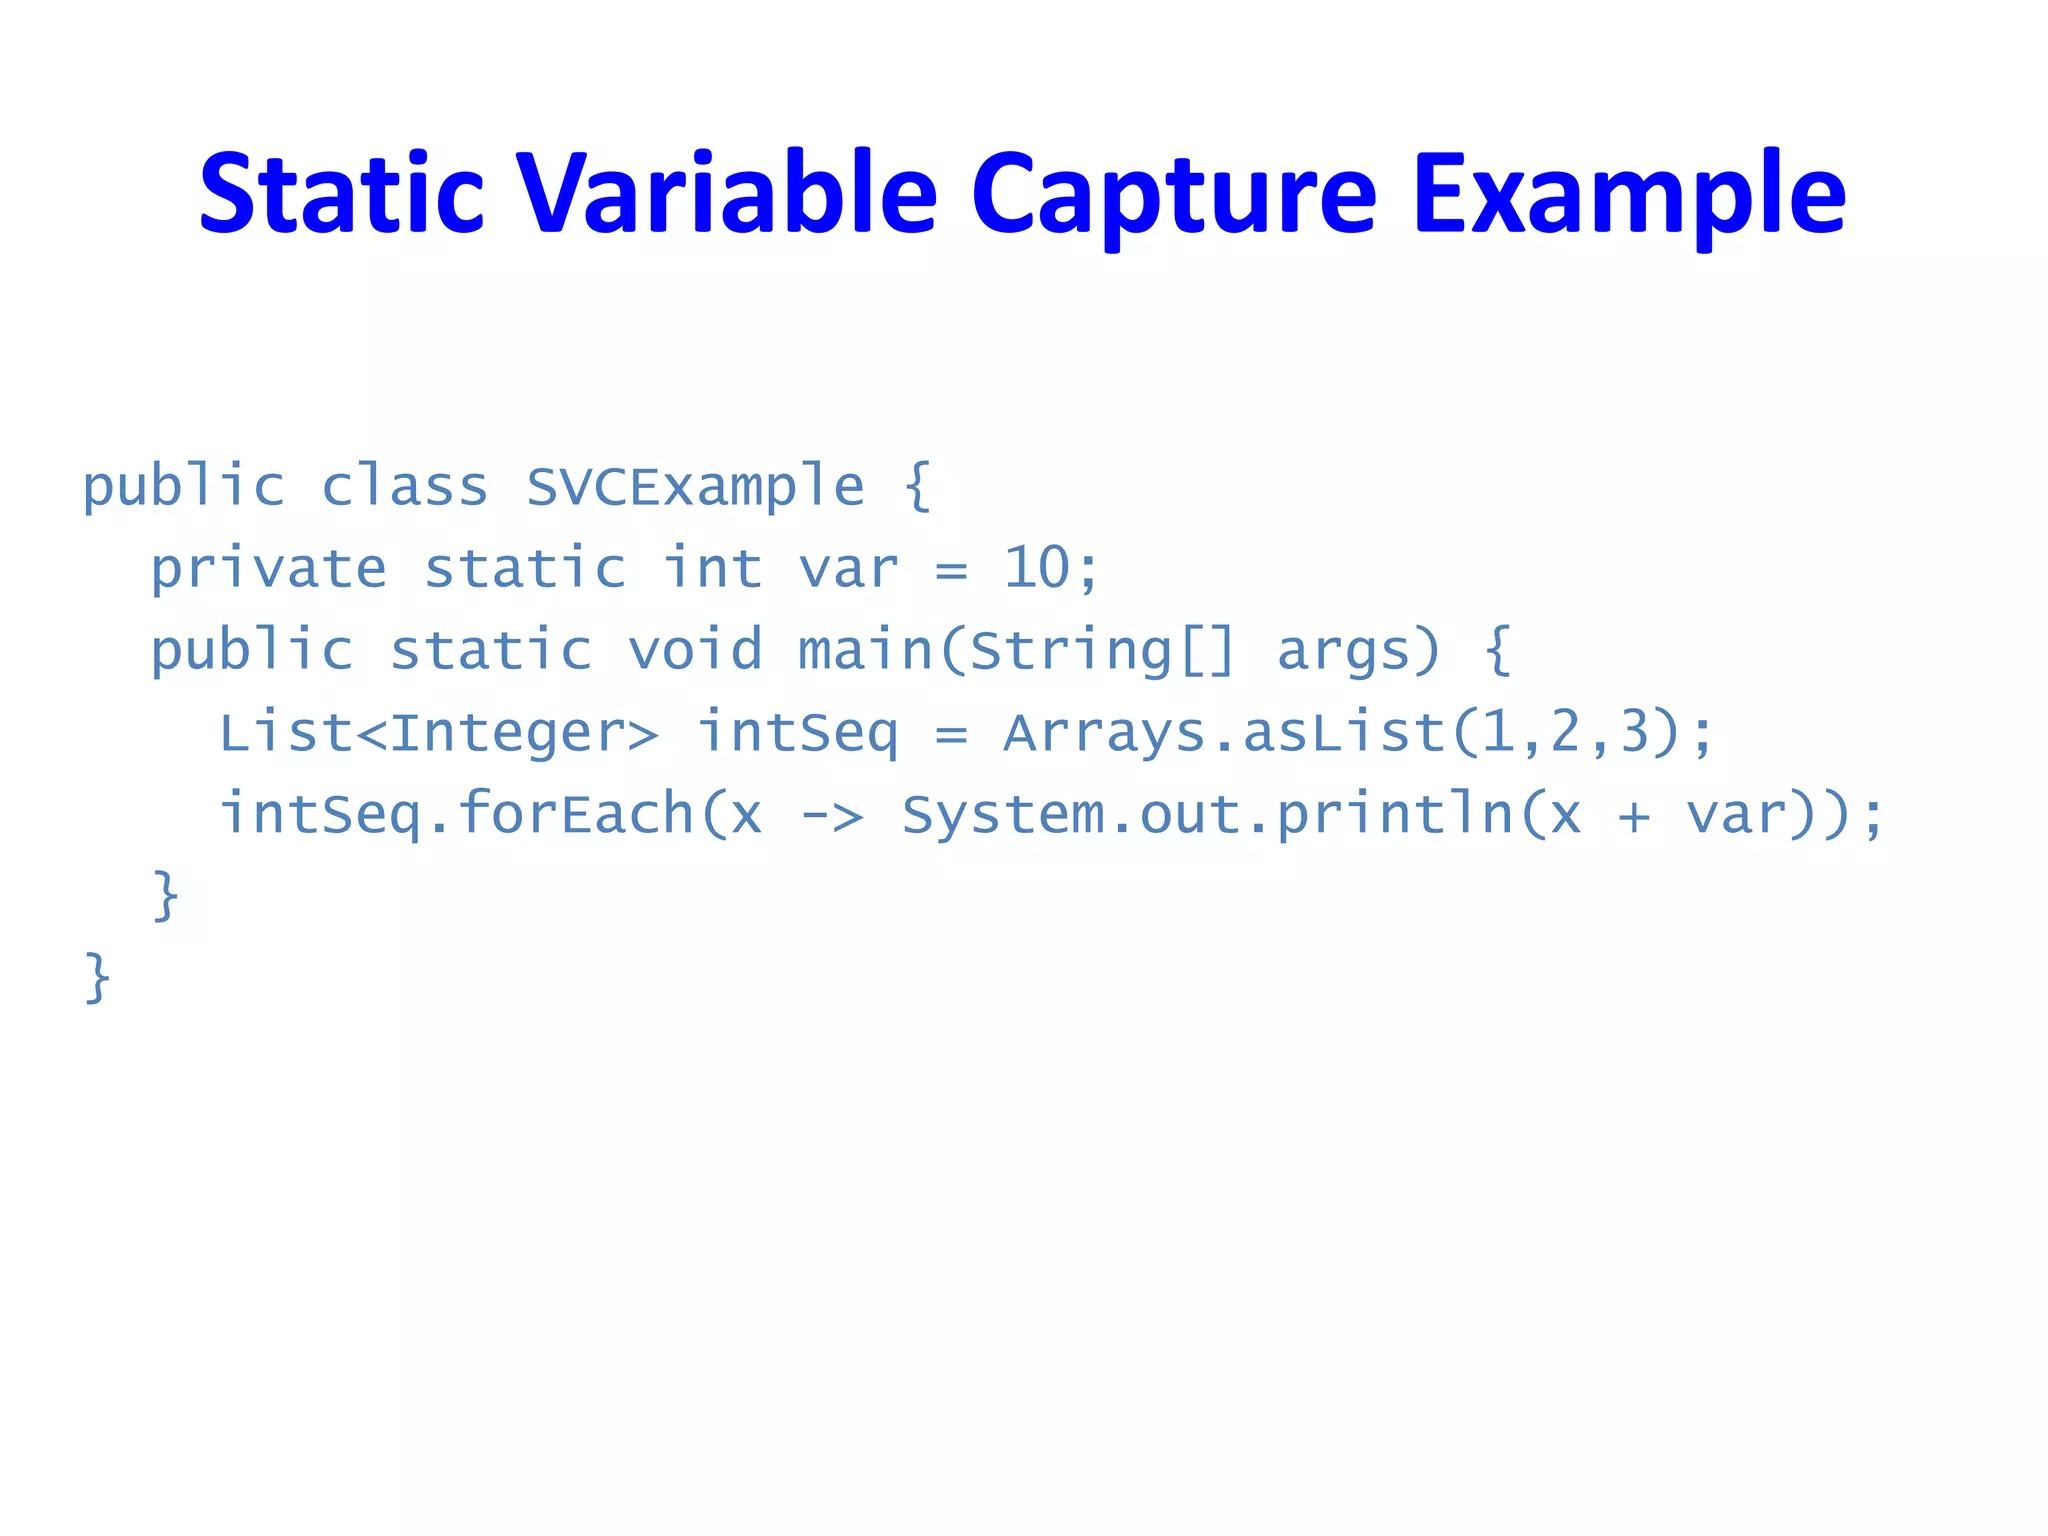 Static Variable Capture Example
public class SVCExample {
  private static int var = 10;
  public static void main(String[] args) {
    List<Integer> intSeq = Arrays.asList(1,2,3);
    intSeq.forEach(x -> System.out.println(x + var));
  }
}